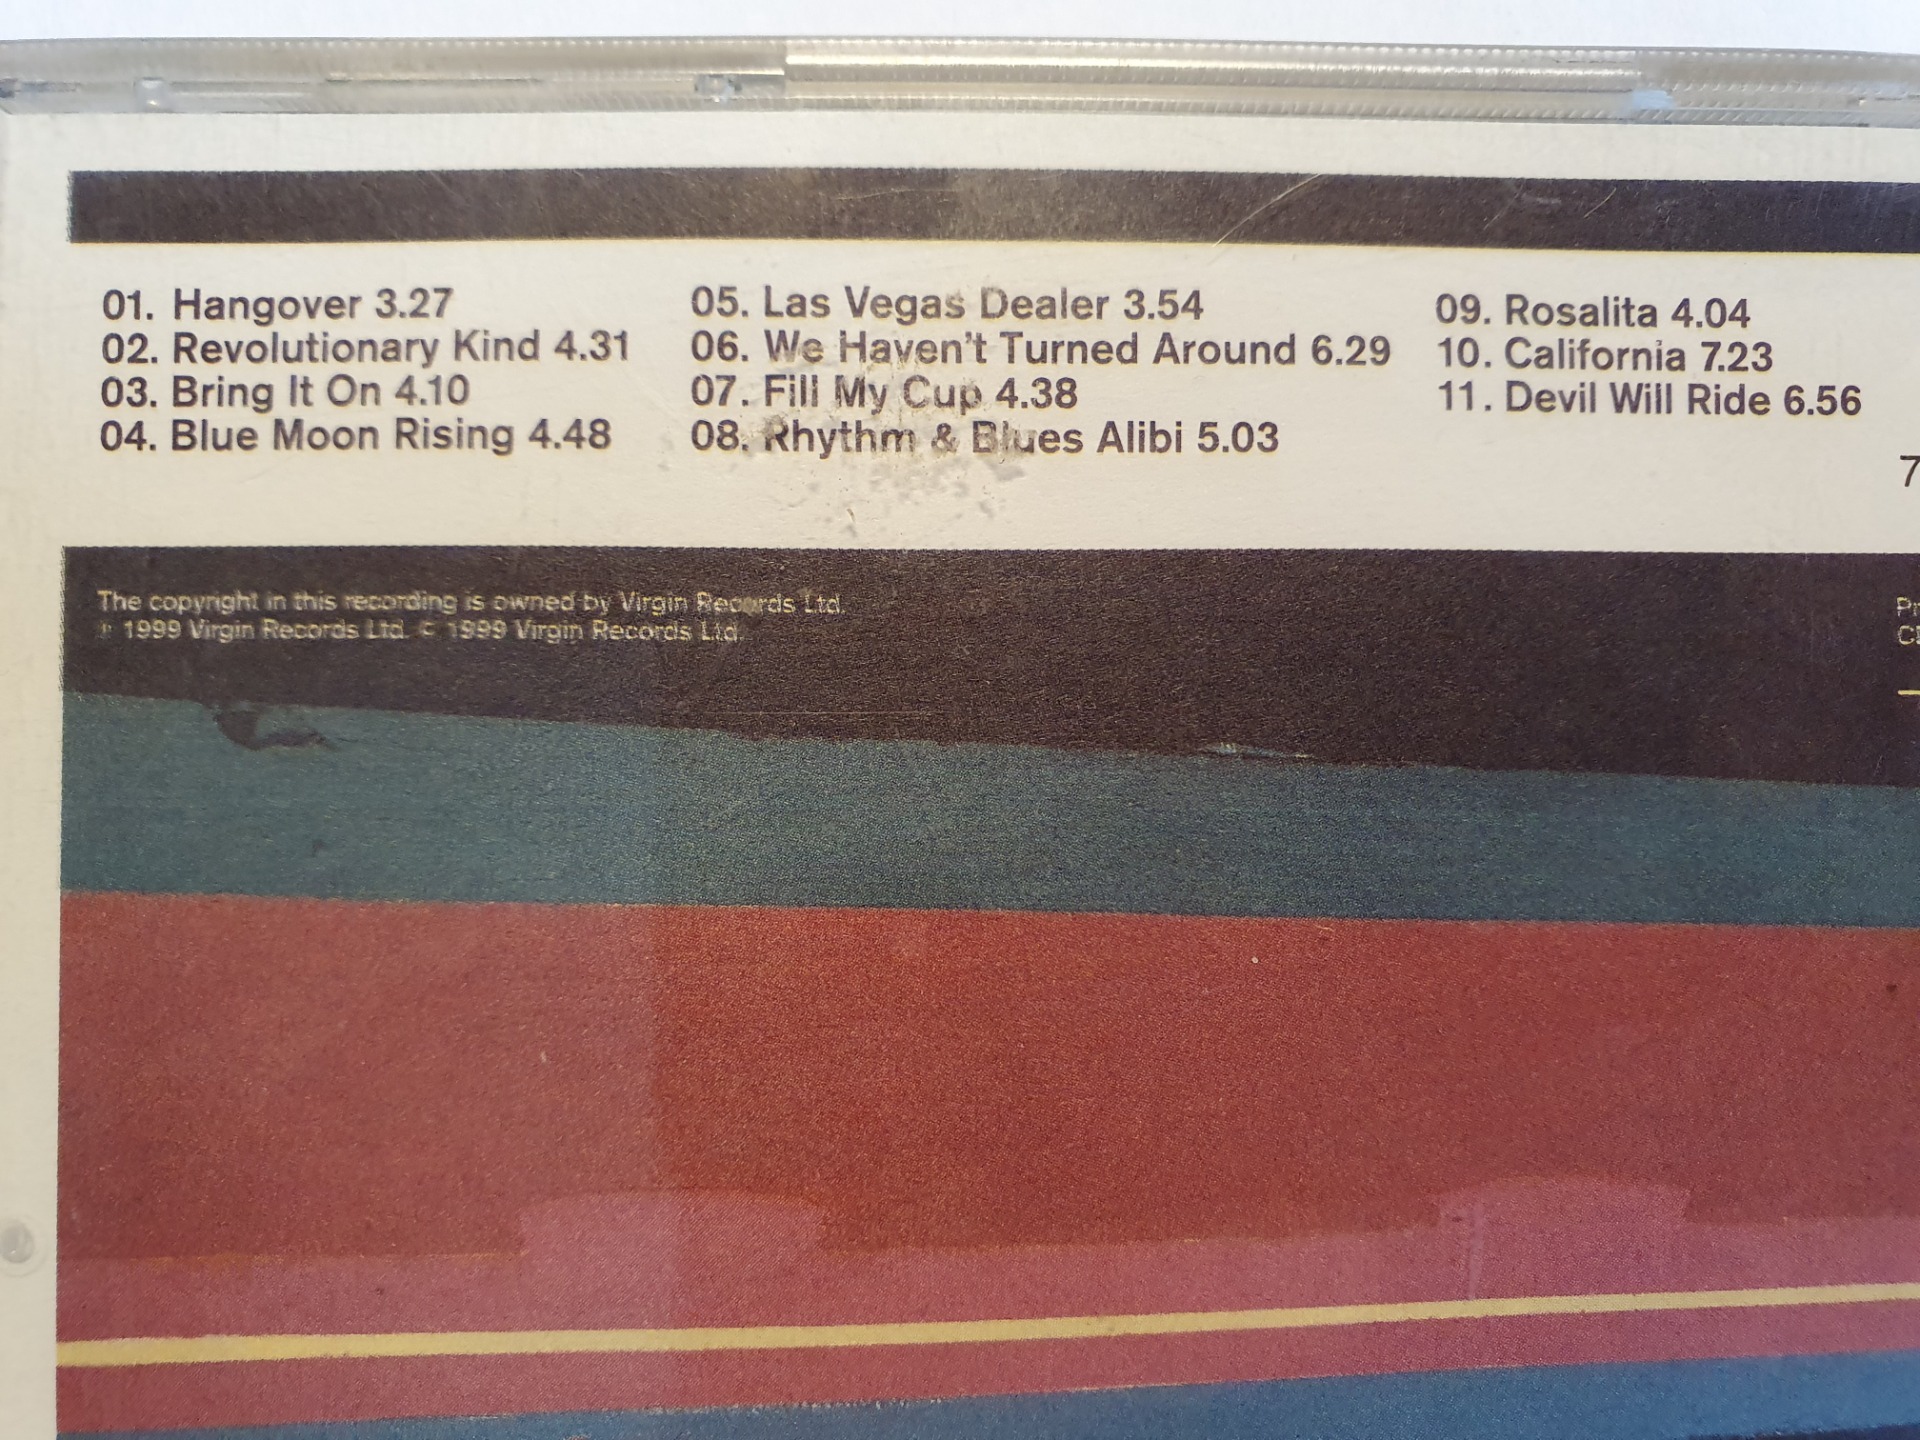 01. Hangover 3.27
02. Revolutionary Kind 4.31
03. Bring It On 4.10
04. Blue Moon Rising 4.48
05. Las Vegas Dealer 3.54
06. We Haven't Turned Around 6.29
07. Fill My Cup 4.38
08. Rhythm & Blues Alibi 5.03
09. Rosalita 4.04
10. California 7.23
11. Devil Will Ride 6.56
7
The copyright in this recording is owned by Virgin Records Ltd.
℗ 1999 Virgin Records Ltd. © 1999 Virgin Records Ltd.